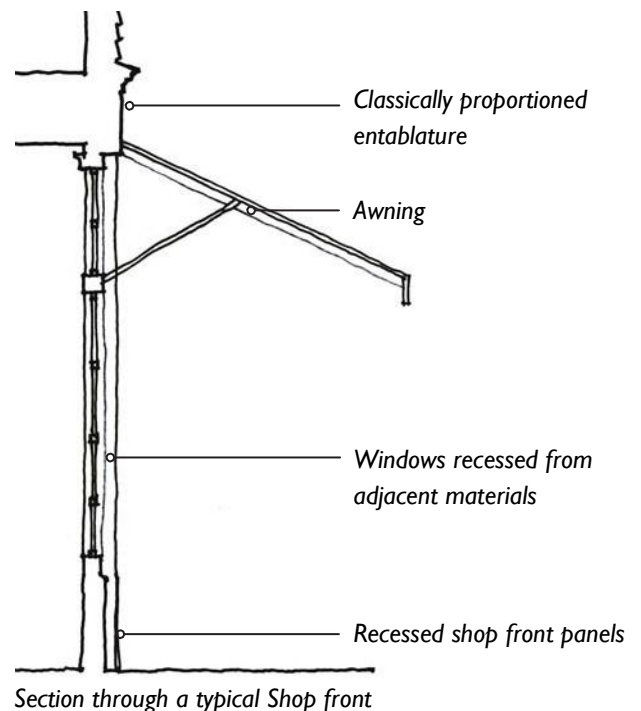 Classically proportioned
entablature
Awning
Windows recessed from
adjacent materials
Recessed shop front panels
Section through a typical Shop front